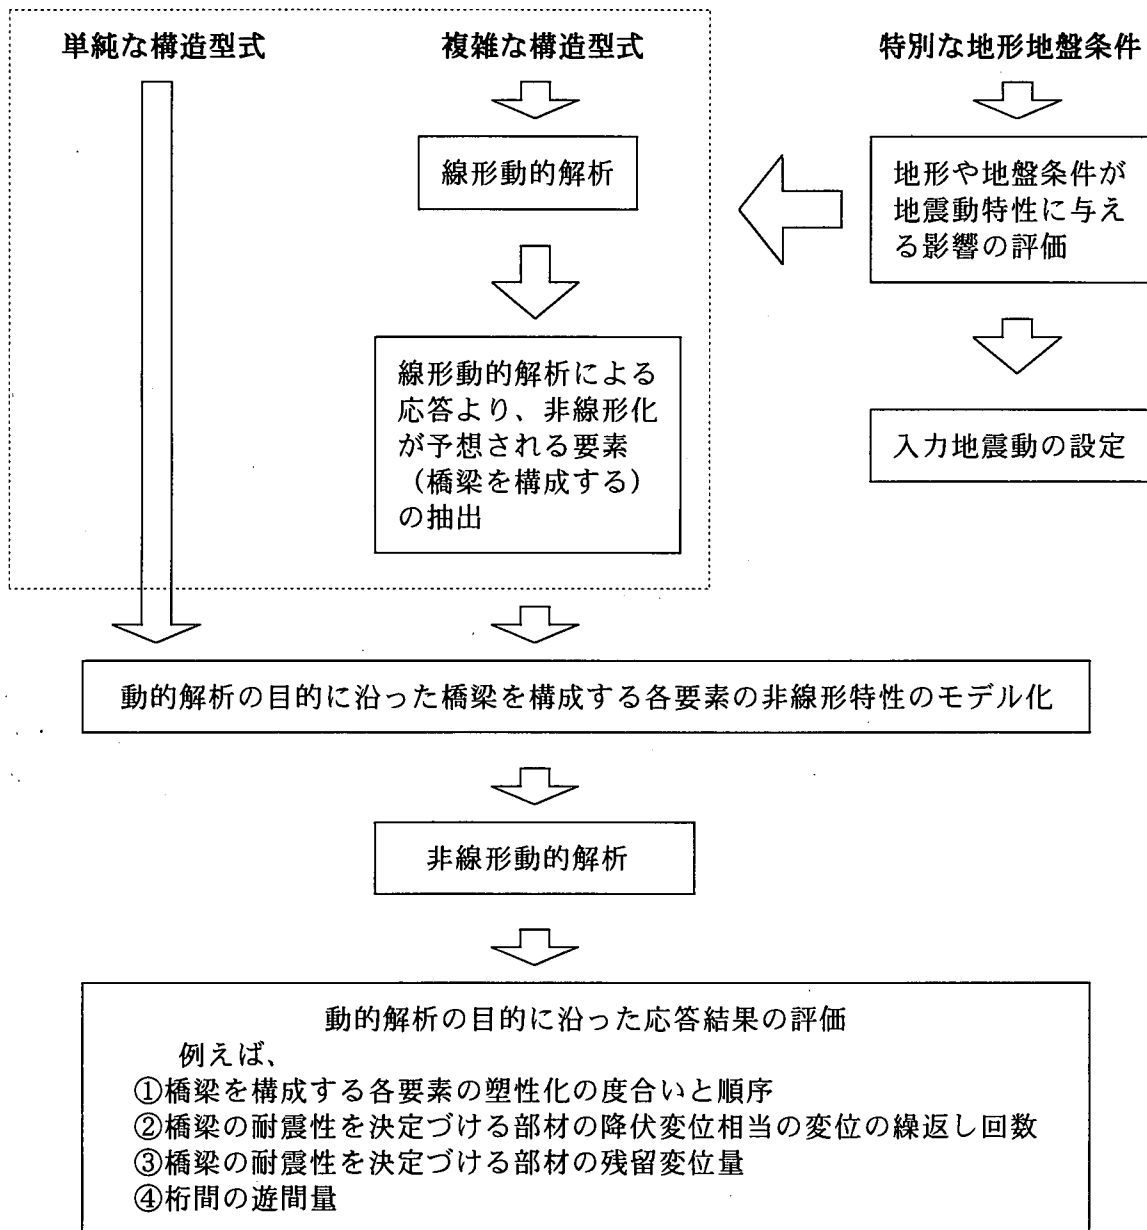 単純な構造型式
複雑な構造型式
特別な地形地盤条件
線形動的解析
地形や地盤条件が
地震動特性に与え
る影響の評価
線形動的解析による
応答より、非線形化
が予想される要素
（橋梁を構成する）
の抽出
入力地震動の設定
動的解析の目的に沿った橋梁を構成する各要素の非線形特性のモデル化
非線形動的解析
動的解析の目的に沿った応答結果の評価
例えば、
①橋梁を構成する各要素の塑性化の度合いと順序
②橋梁の耐震性を決定づける部材の降伏変位相当の変位の繰返し回数
③橋梁の耐震性を決定づける部材の残留変位量
④桁間の遊間量